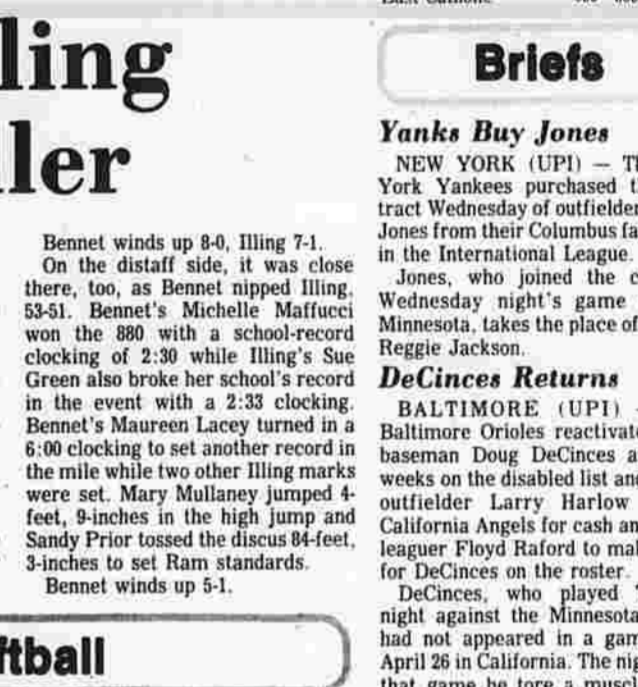 ling
ler
Bennet winds up 8-0, Illing 7-1.
On the distaff side, it was close
there, too, as Bennet nipped Illing,
53-51. Bennet's Michelle Maffucci
won the 880 with a school-record
clocking of 2:30 while Illing's Sue
Green also broke her school's record
in the event with a 2:33 clocking.
Bennet's Maureen Lacey turned in a
6:00 clocking to set another record in
the mile while two other Illing marks
were set. Mary Mullaney jumped 4-
feet, 9-inches in the high jump and
Sandy Prior tossed the discus 84-feet,
3-inches to set Ram standards.
Bennet winds up 5-1.
ftball
Briefs
Yanks Buy Jones
NEW YORK (UPI) — Th
York Yankees purchased t
tract Wednesday of outfielder
Jones from their Columbus fa
in the International League.
Jones, who joined the c
Wednesday night's game
Minnesota, takes the place of
Reggie Jackson.
DeCinces Returns
BALTIMORE (UPI)
Baltimore Orioles reactivate
baseman Doug DeCinces a
weeks on the disabled list and
outfielder Larry Harlow
California Angels for cash an
leaguer Floyd Raford to mak
for DeCinces on the roster.
DeCinces, who played
night against the Minnesota
had not appeared in a gam
April 26 in California. The nig
that game he tore a muscl